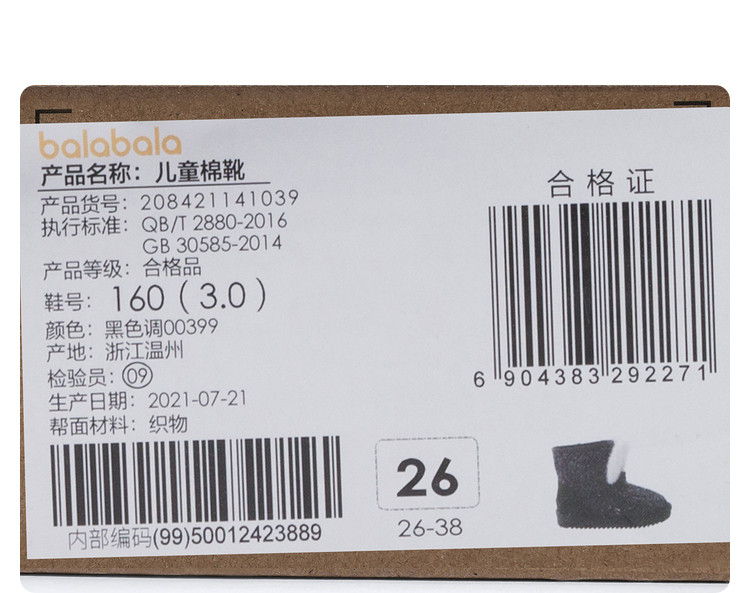 balabala
产品名称：儿童棉靴
产品货号：208421141039
执行标准：QB/T 2880-2016
GB 30585-2014
产品等级：合格品
鞋号：160（3.0）
颜色：黑色调00399
产地：浙江温州
检验员：09
生产日期：2021-07-21
帮面材料：织物
内部编码(99)50012423889
合格证
6 904383 292271
26
26-38